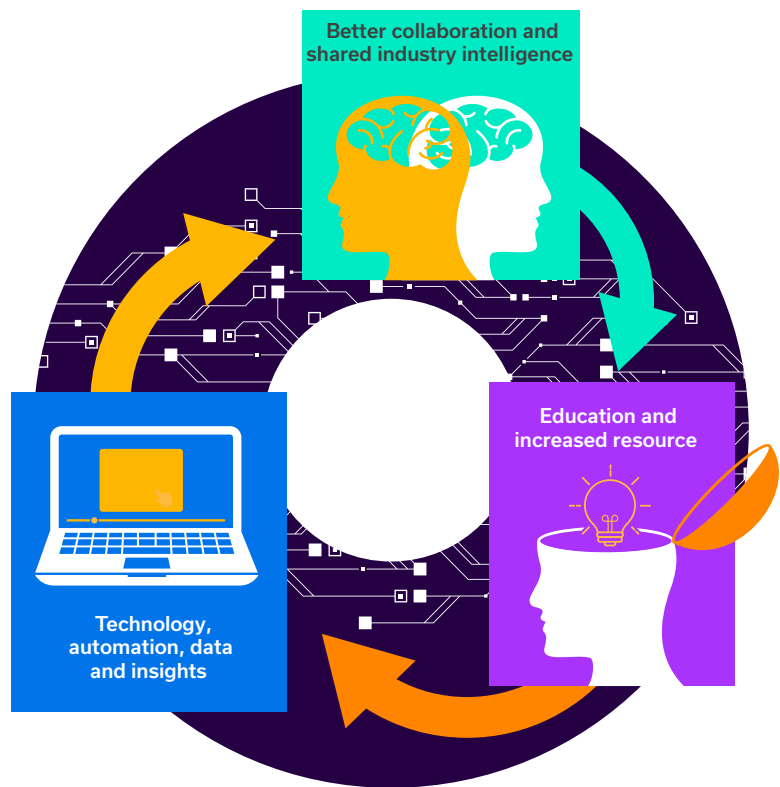 Better collaboration and
shared industry intelligence
Education and
increased resource
Technology,
automation, data
and insights